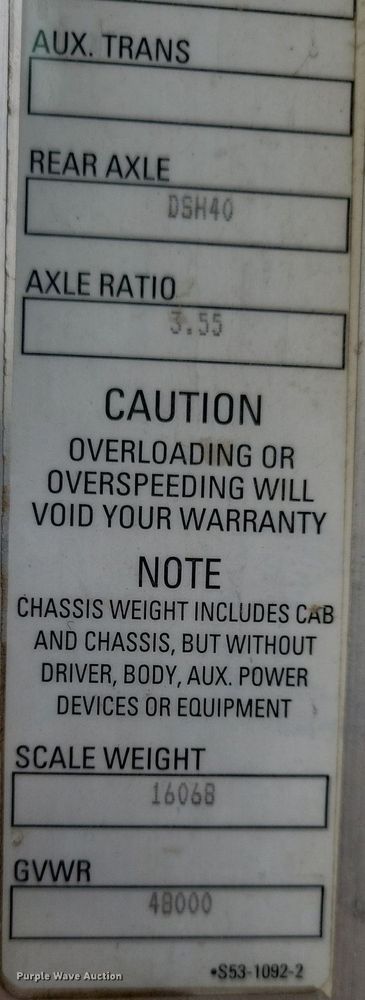 AUX. TRANS
REAR AXLE
DSH40
AXLE RATIO
3.55
CAUTION
OVERLOADING OR
OVERSPEEDING WILL
VOID YOUR WARRANTY
NOTE
CHASSIS WEIGHT INCLUDES CAB
AND CHASSIS, BUT WITHOUT
DRIVER, BODY, AUX. POWER
DEVICES OR EQUIPMENT
SCALE WEIGHT
16068
GVWR
48000
•S53-1092-2
Purple Wave Auction